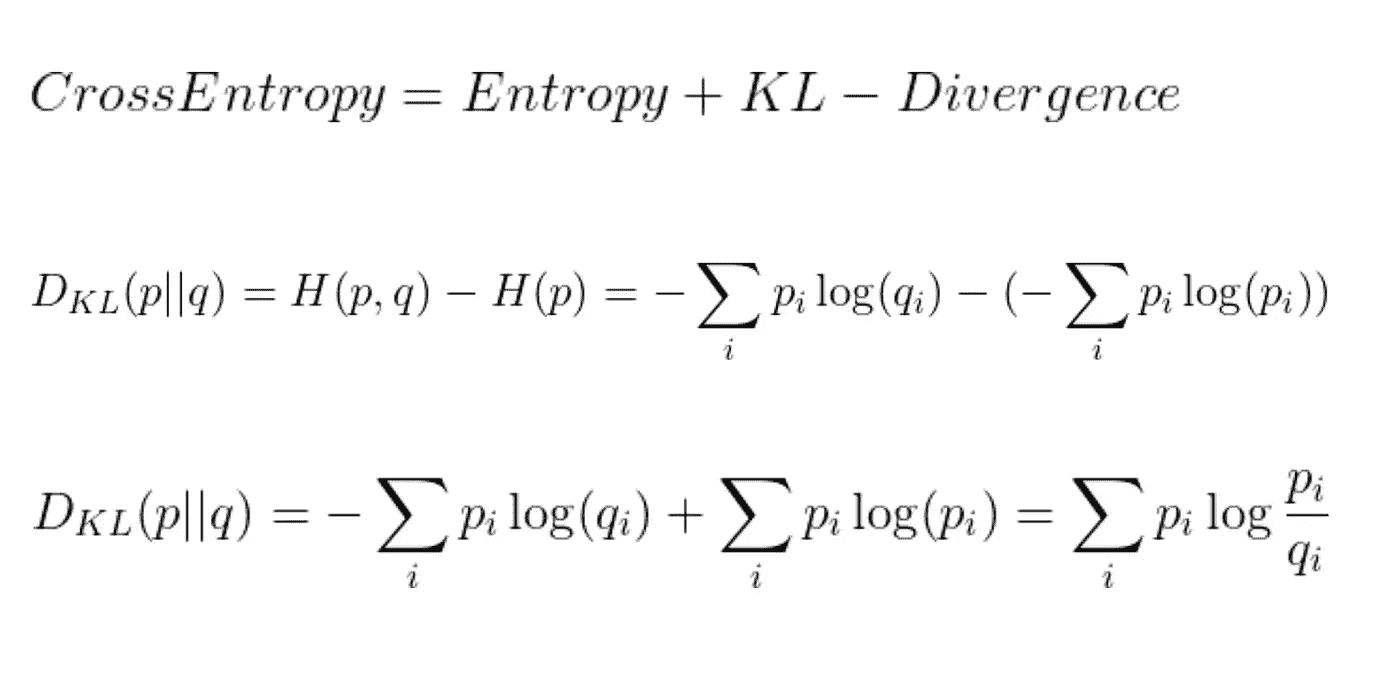 CrossEntropy = Entropy + KL − Divergence
D_{KL}(p||q) = H(p, q) − H(p) = − ∑_i p_i log(q_i) − (− ∑_i p_i log(p_i))
D_{KL}(p||q) = − ∑_i p_i log(q_i) + ∑_i p_i log(p_i) = ∑_i p_i log \frac{p_i}{q_i}